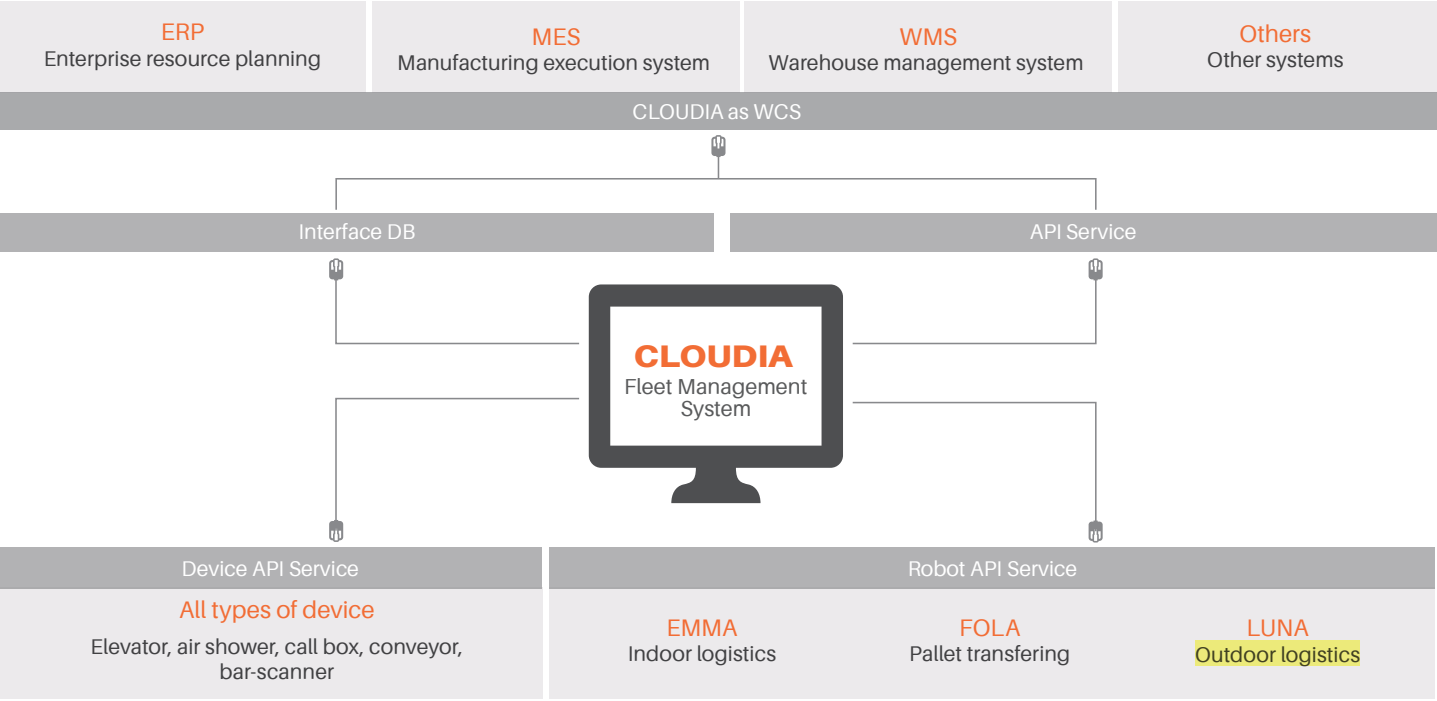 ERP
Enterprise resource planning
MES
Manufacturing execution system
WMS
Warehouse management system
Others
Other systems
CLOUDIA as WCS
Interface DB
API Service
CLOUDIA
Fleet Management
System
Device API Service
All types of device
Elevator, air shower, call box, conveyor,
bar-scanner
Robot API Service
EMMA
Indoor logistics
FOLA
Pallet transfering
LUNA
Outdoor logistics